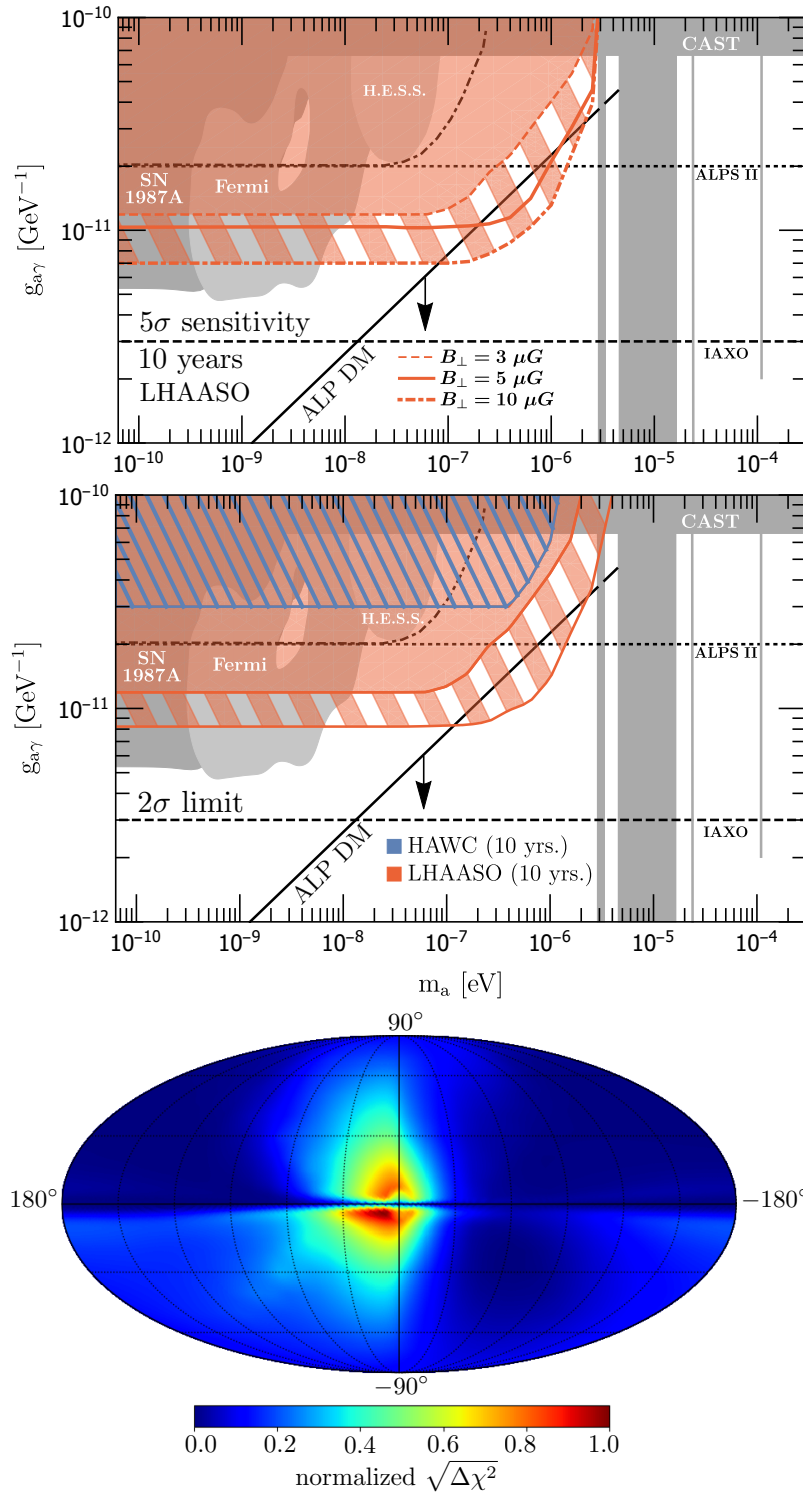 10⁻¹⁰
CAST
H.E.S.S.
ALPS II
SN
1987A
Fermi
10⁻¹¹
g_aγ [GeV⁻¹]
5σ sensitivity
10 years
LHAASO
ALP DM
IAXO
B⊥ = 3 μG
B⊥ = 5 μG
B⊥ = 10 μG
10⁻¹²
10⁻¹⁰ 10⁻⁹ 10⁻⁸ 10⁻⁷ 10⁻⁶ 10⁻⁵ 10⁻⁴
10⁻¹⁰
CAST
H.E.S.S.
ALPS II
SN
1987A
Fermi
10⁻¹¹
g_aγ [GeV⁻¹]
2σ limit
ALP DM
IAXO
HAWC (10 yrs.)
LHAASO (10 yrs.)
10⁻¹²
10⁻¹⁰ 10⁻⁹ 10⁻⁸ 10⁻⁷ 10⁻⁶ 10⁻⁵ 10⁻⁴
m_a [eV]
90°
180° −180°
−90°
0.0 0.2 0.4 0.6 0.8 1.0
normalized √Δχ²